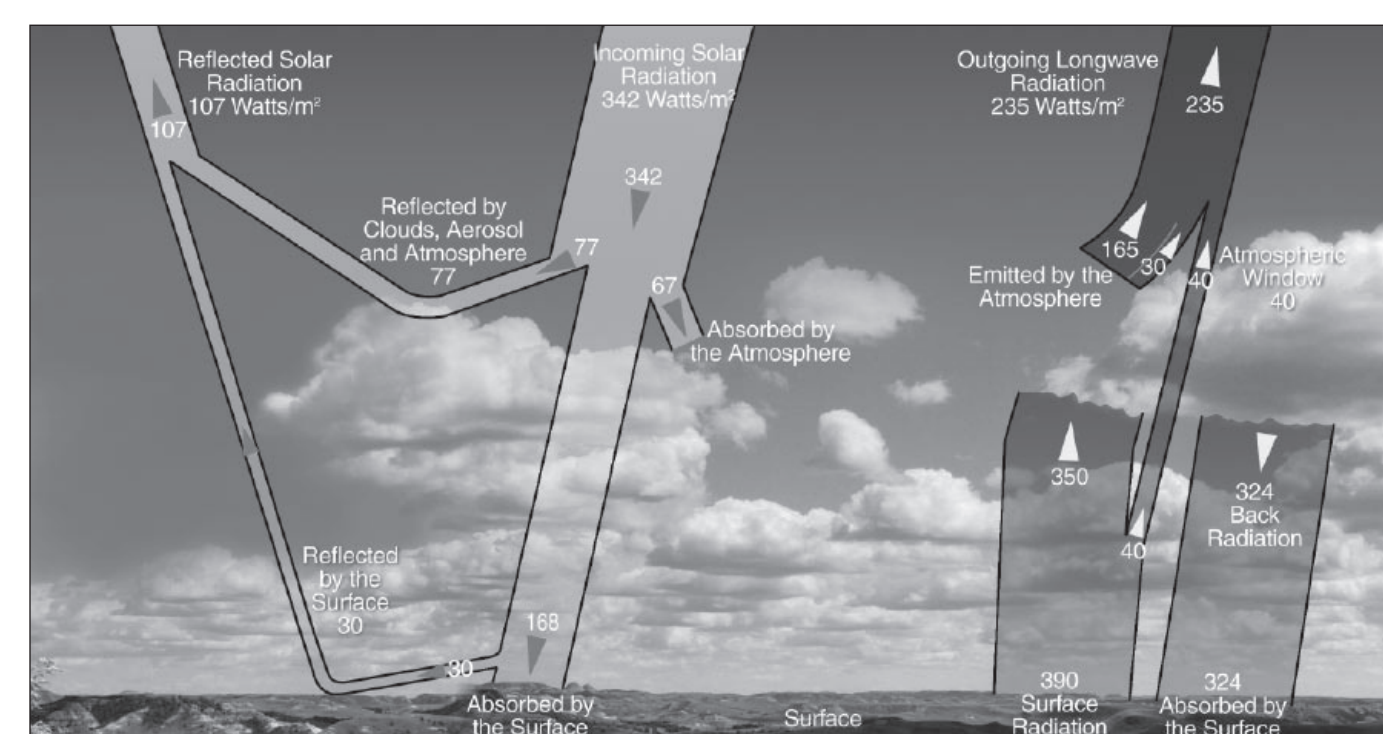 Reflected Solar
Radiation
107 Watts/m²
107
Incoming Solar
Radiation
342 Watts/m²
342
Outgoing Longwave
Radiation
235 Watts/m²
235
Reflected by
Clouds, Aerosol
and Atmosphere
77
77
67
Absorbed by
the Atmosphere
165
30
Emitted by the
Atmosphere
40
Atmospheric
Window
40
350
40
324
Back
Radiation
Reflected
by the
Surface
30
30
168
Absorbed by
the Surface
Surface
390
Surface
Radiation
324
Absorbed by
the Surface